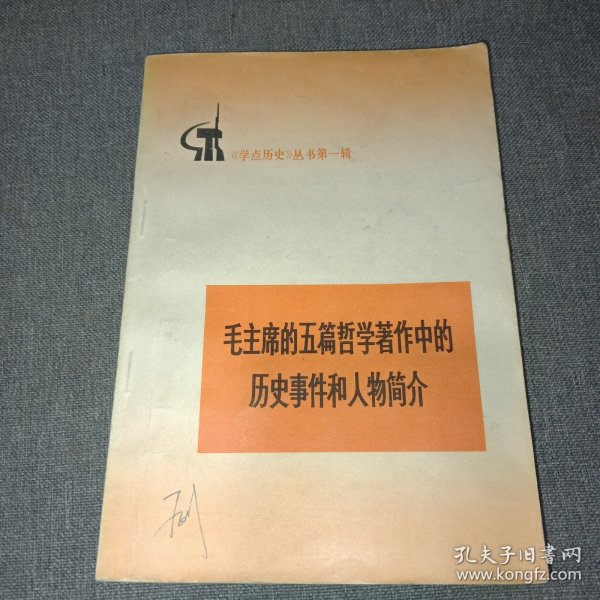 《学点历史》丛书第一辑
毛主席的五篇哲学著作中的
历史事件和人物简介
孔夫子旧书网
www.kongfz.com